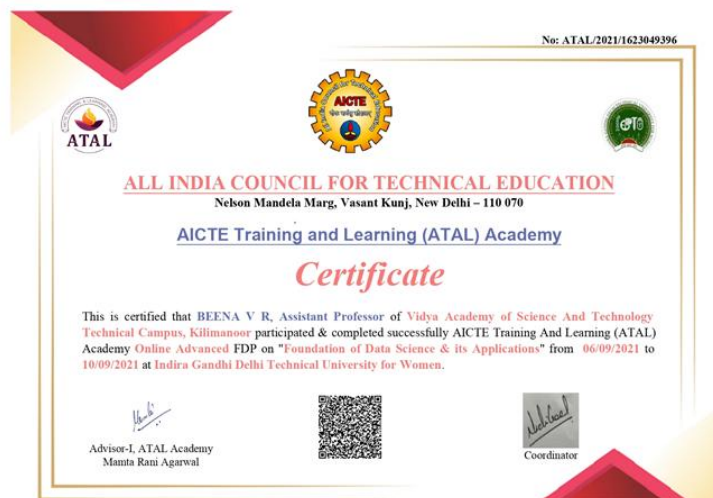 No: ATAL/2021/1623049396
AICTE
ATAL
ALL INDIA COUNCIL FOR TECHNICAL EDUCATION
Nelson Mandela Marg, Vasant Kunj, New Delhi – 110 070
AICTE Training and Learning (ATAL) Academy
Certificate
This is certified that BEENA V R, Assistant Professor of Vidya Academy of Science And Technology
Technical Campus, Kilimanoor participated & completed successfully AICTE Training And Learning (ATAL)
Academy Online Advanced FDP on "Foundation of Data Science & its Applications" from 06/09/2021 to
10/09/2021 at Indira Gandhi Delhi Technical University for Women.
Advisor-I, ATAL Academy
Mamta Rani Agarwal
Coordinator